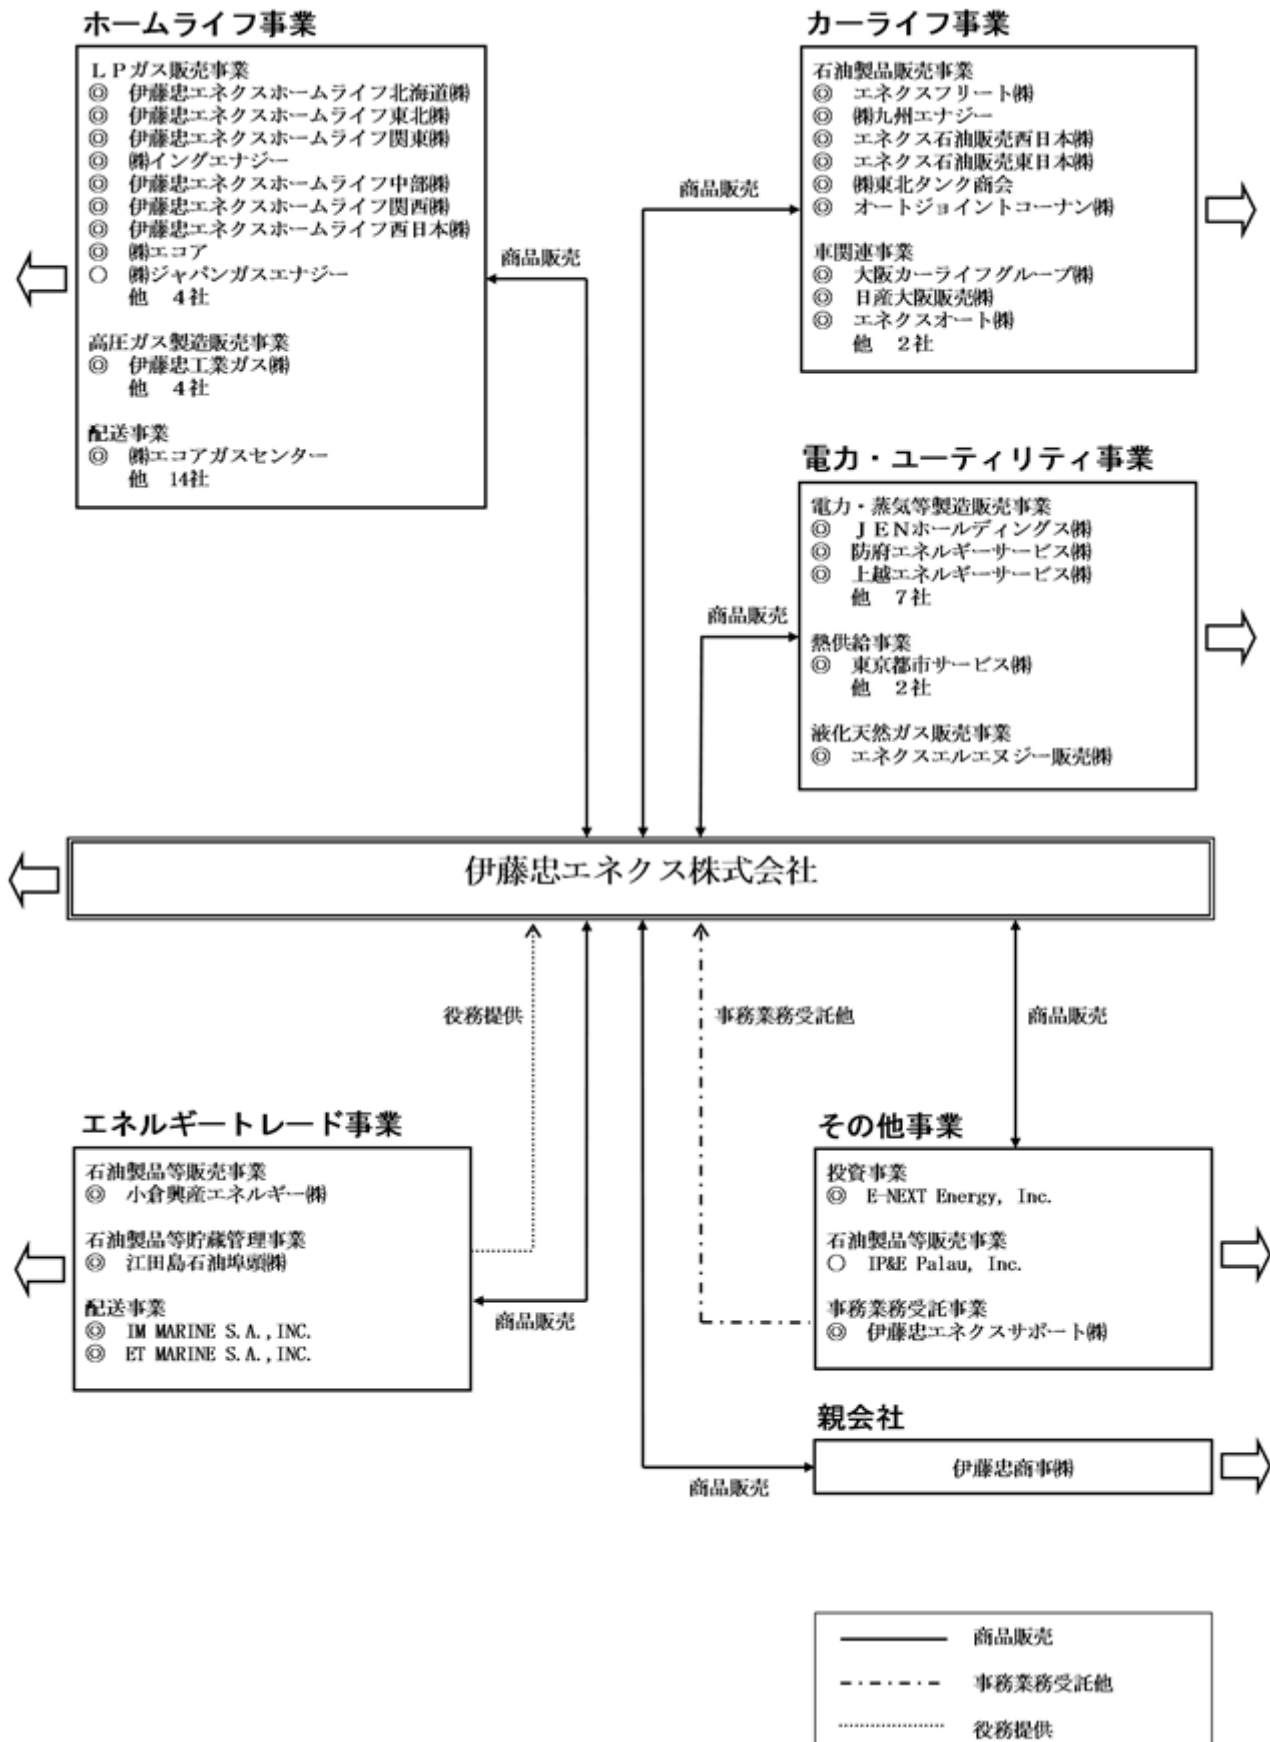 ホームライフ事業
ＬＰガス販売事業
◎ 伊藤忠エネクスホームライフ北海道㈱
◎ 伊藤忠エネクスホームライフ東北㈱
◎ 伊藤忠エネクスホームライフ関東㈱
◎ ㈱イングエナジー
◎ 伊藤忠エネクスホームライフ中部㈱
◎ 伊藤忠エネクスホームライフ関西㈱
◎ 伊藤忠エネクスホームライフ西日本㈱
◎ ㈱エコア
○ ㈱ジャパンガスエナジー
他 4社
高圧ガス製造販売事業
◎ 伊藤忠工業ガス㈱
他 4社
配送事業
◎ ㈱エコアガスセンター
他 14社
商品販売
カーライフ事業
石油製品販売事業
◎ エネクスフリート㈱
◎ ㈱九州エナジー
◎ エネクス石油販売西日本㈱
◎ エネクス石油販売東日本㈱
◎ ㈱東北タンク商会
◎ オートジョイントコーナン㈱
車関連事業
◎ 大阪カーライフグループ㈱
◎ 日産大阪販売㈱
◎ エネクスオート㈱
他 2社
商品販売
電力・ユーティリティ事業
電力・蒸気等製造販売事業
◎ ＪＥＮホールディングス㈱
◎ 防府エネルギーサービス㈱
◎ 上越エネルギーサービス㈱
他 7社
熱供給事業
◎ 東京都市サービス㈱
他 2社
液化天然ガス販売事業
◎ エネクスエルエヌジー販売㈱
商品販売
伊藤忠エネクス株式会社
役務提供
事務業務受託他
商品販売
エネルギートレード事業
石油製品等販売事業
◎ 小倉興産エネルギー㈱
石油製品等貯蔵管理事業
◎ 江田島石油埠頭㈱
配送事業
◎ IM MARINE S.A.,INC.
◎ ET MARINE S.A.,INC.
商品販売
その他事業
投資事業
◎ E-NEXT Energy, Inc.
石油製品等販売事業
○ IP&E Palau, Inc.
事務業務受託事業
◎ 伊藤忠エネクスサポート㈱
親会社
伊藤忠商事㈱
商品販売
商品販売
事務業務受託他
役務提供